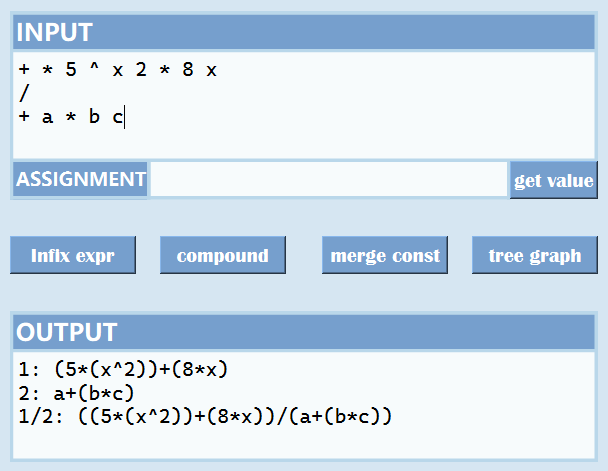 INPUT
+ * 5 ^ x 2 * 8 x
/
+ a * b c
ASSIGNMENT
get value
Infix expr
compound
merge const
tree graph
OUTPUT
1: (5*(x^2))+(8*x)
2: a+(b*c)
1/2: ((5*(x^2))+(8*x))/(a+(b*c))